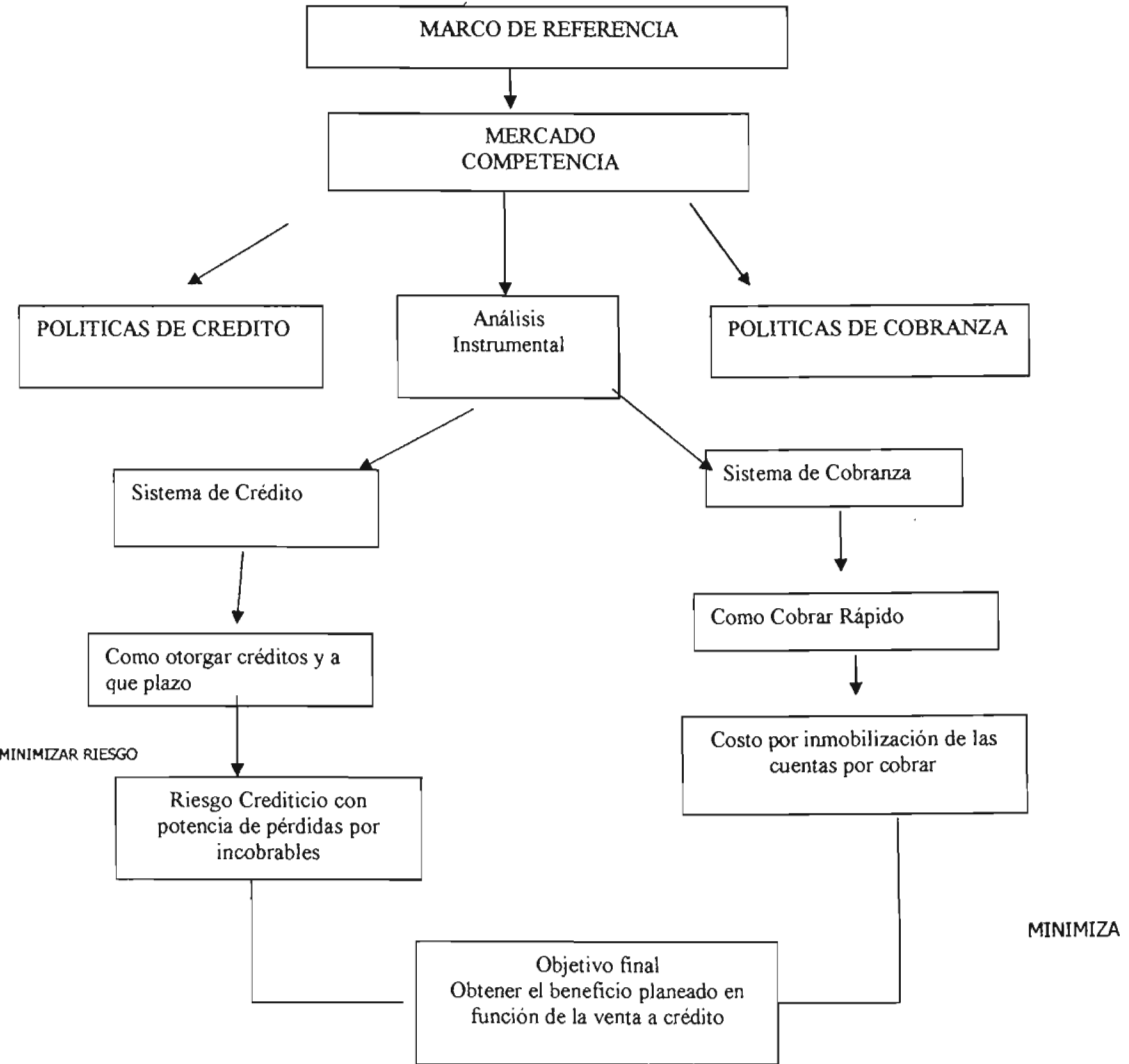 MARCO DE REFERENCIA
MERCADO
COMPETENCIA
POLITICAS DE CREDITO
Análisis
Instrumental
POLITICAS DE COBRANZA
Sistema de Crédito
Sistema de Cobranza
Como otorgar créditos y a
que plazo
Como Cobrar Rápido
MINIMIZAR RIESGO
Costo por inmobilización de las
cuentas por cobrar
Riesgo Crediticio con
potencia de pérdidas por
incobrables
MINIMIZA
Objetivo final
Obtener el beneficio planeado en
función de la venta a crédito